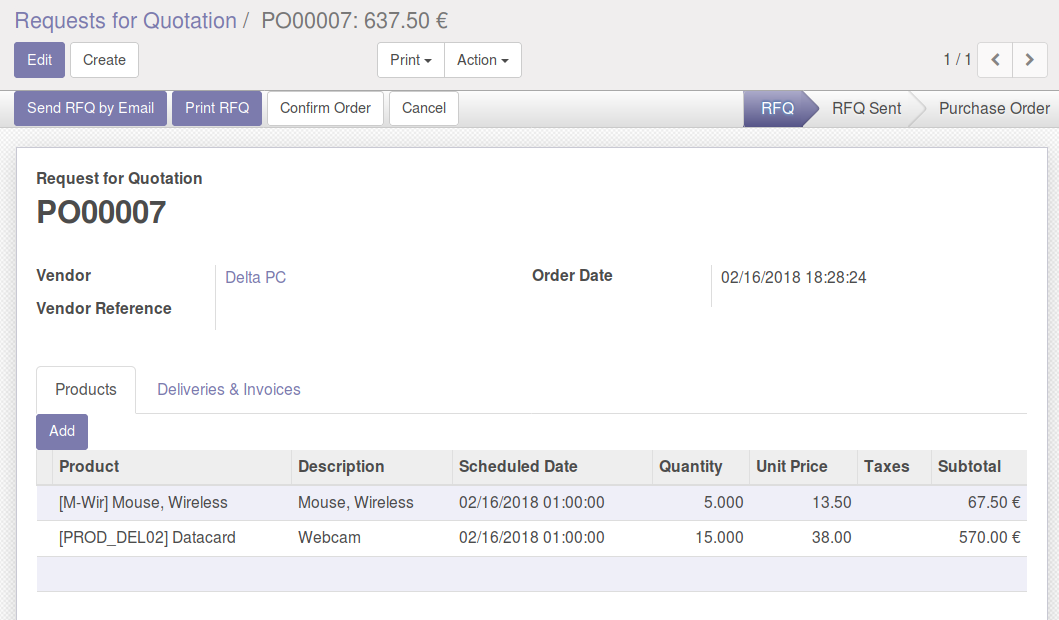 Requests for Quotation / PO00007: 637.50 €
Edit Create Print Action 1 / 1
Send RFQ by Email Print RFQ Confirm Order Cancel RFQ RFQ Sent Purchase Order
Request for Quotation
PO00007
Vendor Delta PC Order Date 02/16/2018 18:28:24
Vendor Reference
Products Deliveries & Invoices
Add
Product Description Scheduled Date Quantity Unit Price Taxes Subtotal
[M-Wir] Mouse, Wireless Mouse, Wireless 02/16/2018 01:00:00 5.000 13.50 67.50 €
[PROD_DEL02] Datacard Webcam 02/16/2018 01:00:00 15.000 38.00 570.00 €